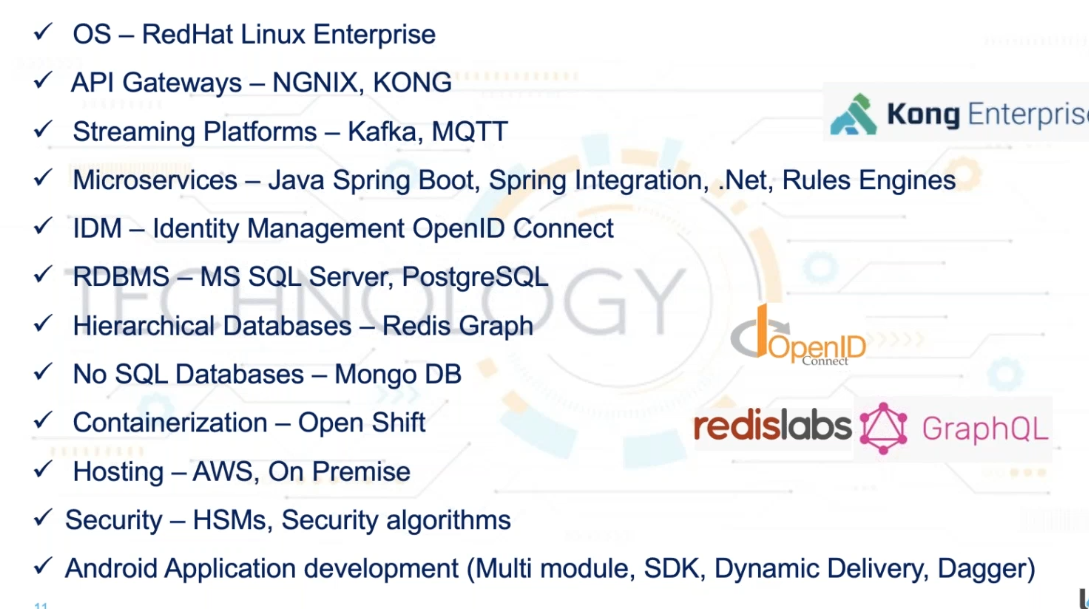 ✓ OS – RedHat Linux Enterprise
✓ API Gateways – NGNIX, KONG
Kong Enterprise
✓ Streaming Platforms – Kafka, MQTT
✓ Microservices – Java Spring Boot, Spring Integration, .Net, Rules Engines
✓ IDM – Identity Management OpenID Connect
✓ RDBMS – MS SQL Server, PostgreSQL
TECHNOLOGY
✓ Hierarchical Databases – Redis Graph
OpenID
Connect
✓ No SQL Databases – Mongo DB
✓ Containerization – Open Shift
redislabs GraphQL
✓ Hosting – AWS, On Premise
✓ Security – HSMs, Security algorithms
✓ Android Application development (Multi module, SDK, Dynamic Delivery, Dagger)
11